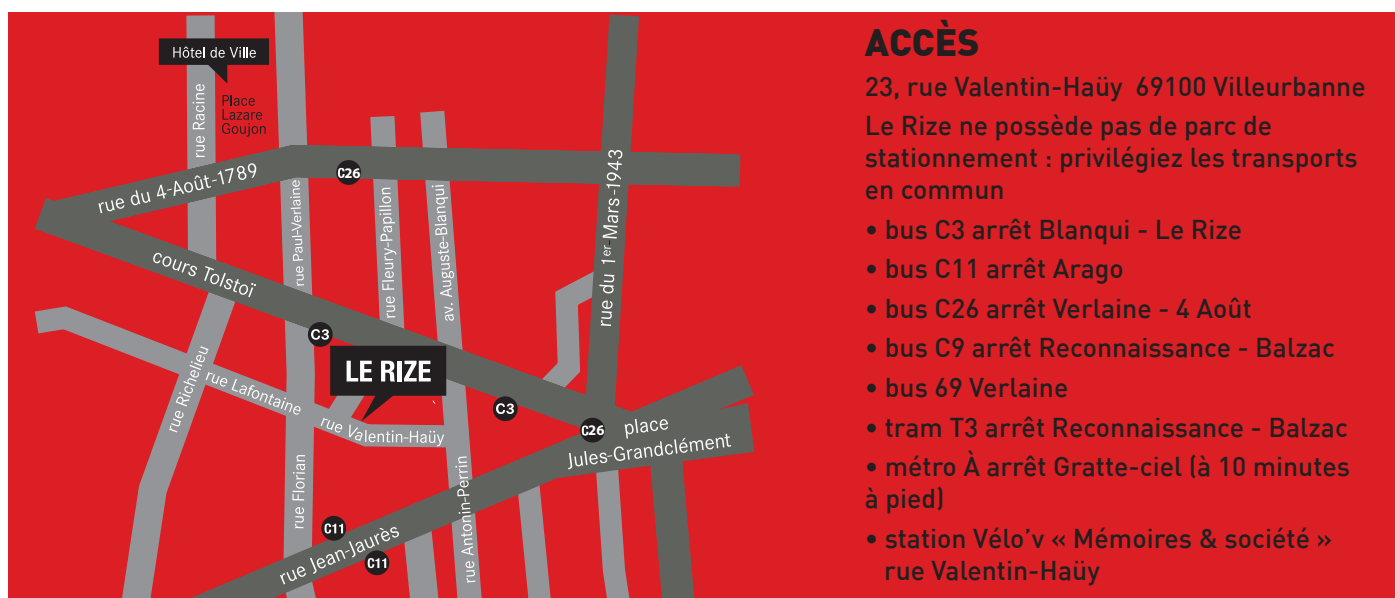 Hôtel de Ville
Place
Lazare
Goujon
rue Racine
rue du 4-Août-1789
C26
rue Paul-Verlaine
rue Fleury-Papillon
av. Auguste-Blanqui
rue du 1er-Mars-1943
cours Tolstoï
C3
LE RIZE
rue Richelieu
rue Lafontaine
rue Valentin-Haüy
C3
C26
place
Jules-Grandclément
rue Florian
rue Antonin-Perrin
C11
rue Jean-Jaurès
C11
ACCÈS
23, rue Valentin-Haüy 69100 Villeurbanne
Le Rize ne possède pas de parc de
stationnement : privilégiez les transports
en commun
• bus C3 arrêt Blanqui - Le Rize
• bus C11 arrêt Arago
• bus C26 arrêt Verlaine - 4 Août
• bus C9 arrêt Reconnaissance - Balzac
• bus 69 Verlaine
• tram T3 arrêt Reconnaissance - Balzac
• métro À arrêt Gratte-ciel (à 10 minutes
à pied)
• station Vélo’v « Mémoires & société »
rue Valentin-Haüy